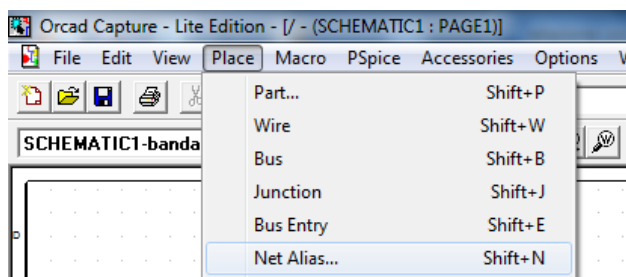 Orcad Capture - Lite Edition - [/ - (SCHEMATIC1 : PAGE1)]
File Edit View Place Macro PSpice Accessories Options
SCHEMATIC1-banda
Part... Shift+P
Wire Shift+W
Bus Shift+B
Junction Shift+J
Bus Entry Shift+E
Net Alias... Shift+N